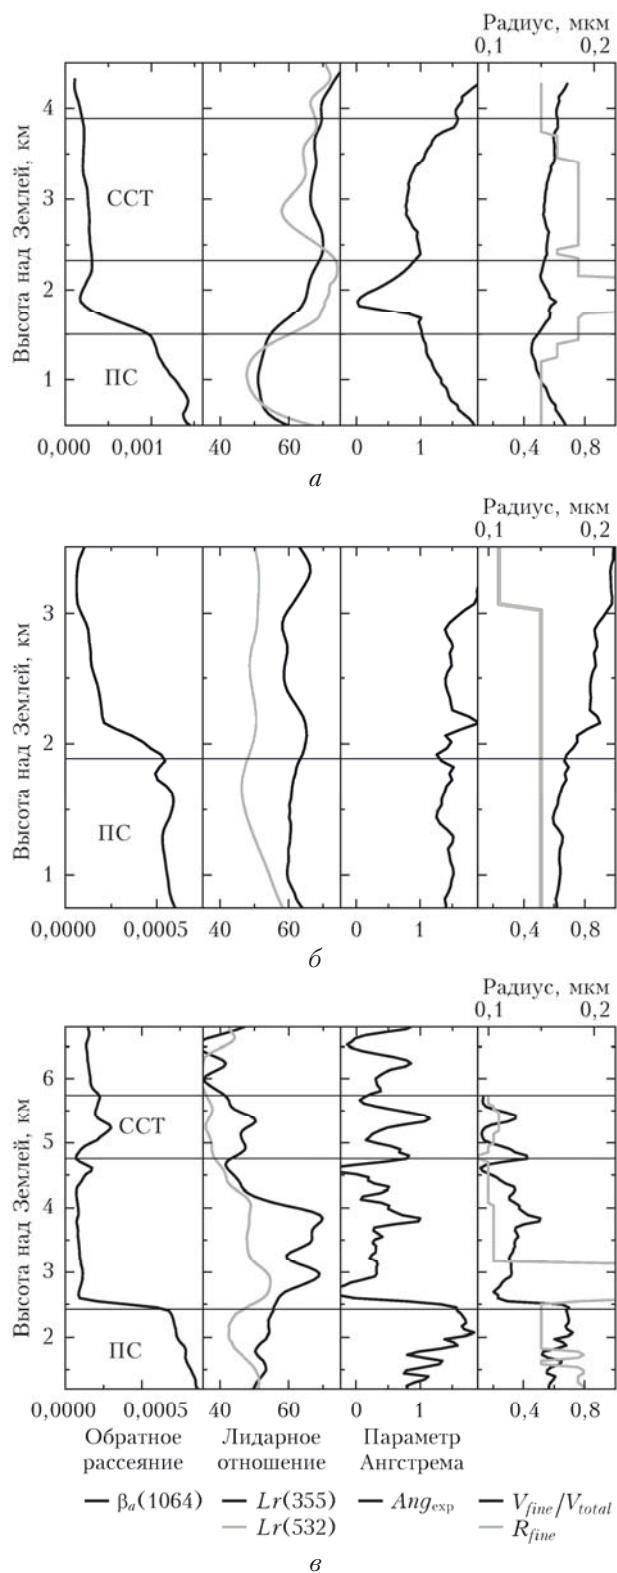 Радиус, мкм
0,1 0,2
Высота над Землей, км
4
3
2
1
ССТ
ПС
0,000 0,001 40 60 0 1 0,4 0,8
а
Радиус, мкм
0,1 0,2
Высота над Землей, км
3
2
1
ПС
0,0000 0,0005 40 60 0 1 0,4 0,8
б
Радиус, мкм
0,1 0,2
Высота над Землей, км
6
5
4
3
2
ССТ
ПС
0,0000 0,0005 40 60 0 1 0,4 0,8
Обратное рассеяние
Лидарное отношение
Параметр Ангстрема
βa(1064) Lr(355) Angexp Vfine/Vtotal
Lr(532) Rfine
в